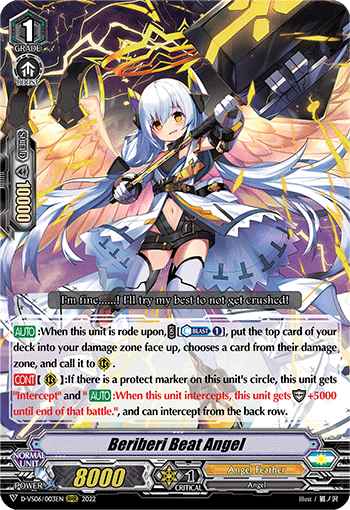 1
GRADE
BOOST
SHIELD
10000
I'm fine......! I'll try my best to not get crushed!
AUTO :When this unit is rode upon, [C BLAST 1], put the top card of your
deck into your damage zone face up, chooses a card from their damage
zone, and call it to R .
CONT R :If there is a protect marker on this unit's circle, this unit gets
"Intercept" and " AUTO :When this unit intercepts, this unit gets +5000
until end of that battle.", and can intercept from the back row.
Beriberi Beat Angel
NORMAL
UNIT
POWER
8000
1
CRITICAL
Angel Feather
Angel
D-VS06/003EN RRR 2022